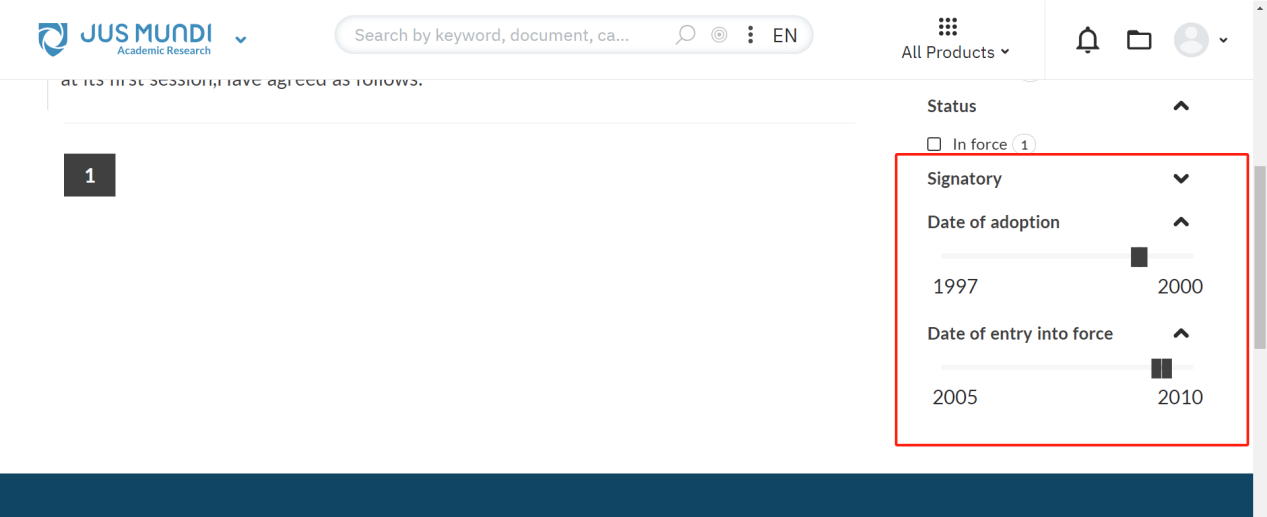 JUS MUNDI
Academic Research
Search by keyword, document, ca...
EN
All Products
at its first session, have agreed as follows:
Status
In force 1
Signatory
Date of adoption
1997 2000
Date of entry into force
2005 2010
1